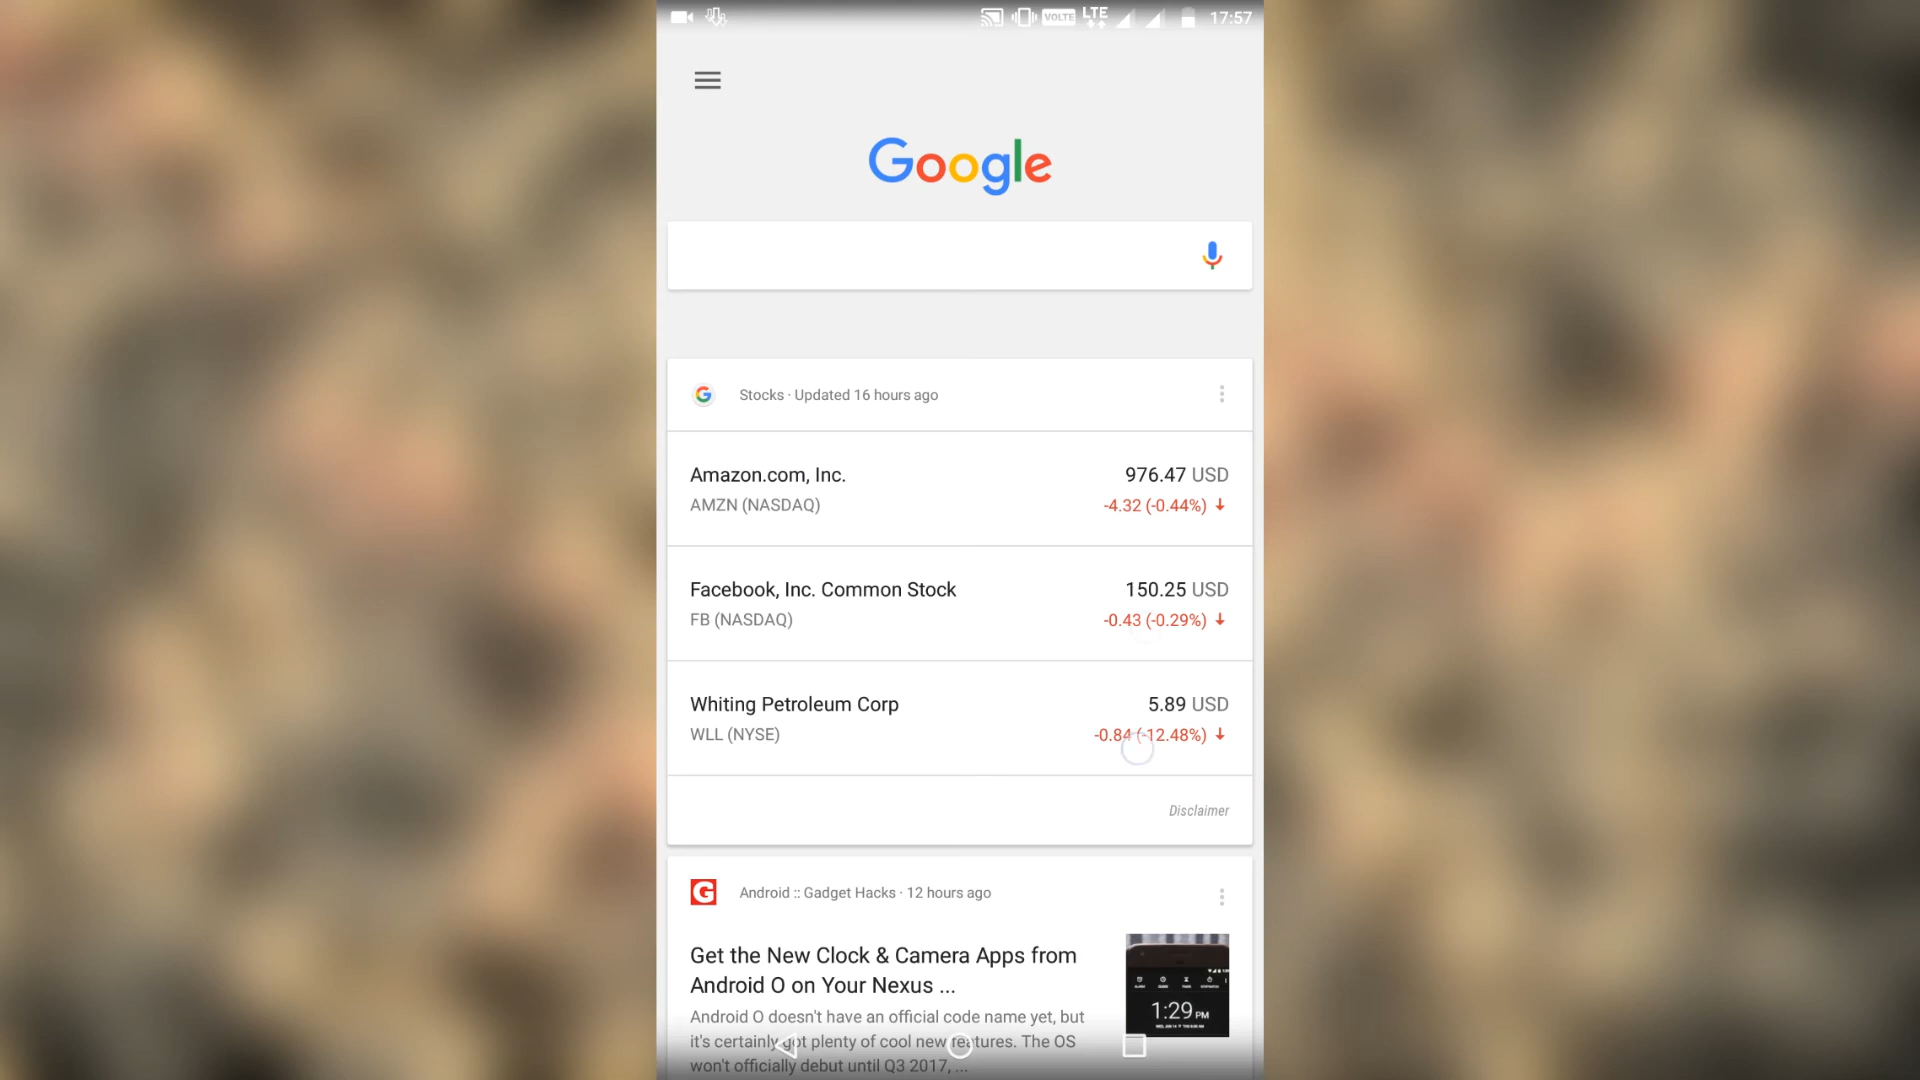 VOLTE LTE 17:57
Google
Stocks · Updated 16 hours ago
Amazon.com, Inc. 976.47 USD
AMZN (NASDAQ) -4.32 (-0.44%)
Facebook, Inc. Common Stock 150.25 USD
FB (NASDAQ) -0.43 (-0.29%)
Whiting Petroleum Corp 5.89 USD
WLL (NYSE) -0.84 (-12.48%)
Disclaimer
G Android :: Gadget Hacks · 12 hours ago
Get the New Clock & Camera Apps from
Android O on Your Nexus ...
Android O doesn't have an official code name yet, but
it's certainly got plenty of cool new features. The OS
won't officially debut until Q3 2017, ...
1:29 PM